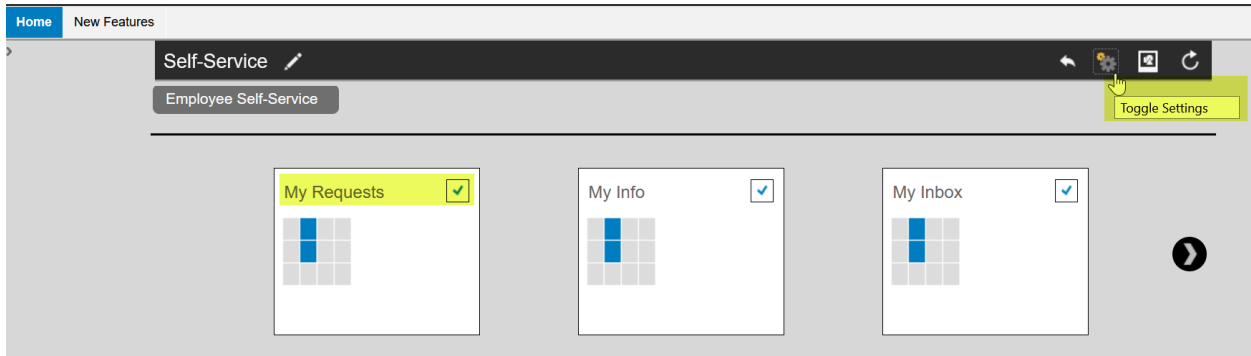 Home New Features
Self-Service
Toggle Settings
Employee Self-Service
My Requests
My Info
My Inbox